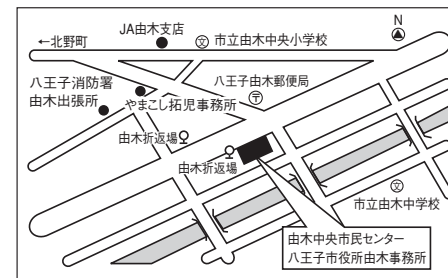 JA由木支店
N
←北野町
文
市立由木中央小学校
八王子由木郵便局
〒
八王子消防署
由木出張所
やまこし拓児事務所
由木折返場
由木折返場
文
市立由木中学校
由木中央市民センター
八王子市役所由木事務所